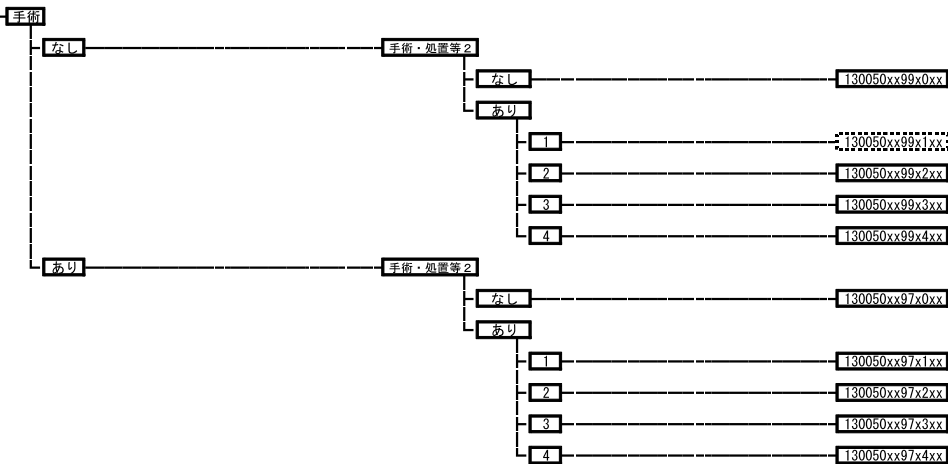 手術
なし 手術・処置等２
なし 130050xx99x0xx
あり
1 130050xx99x1xx
2 130050xx99x2xx
3 130050xx99x3xx
4 130050xx99x4xx
あり 手術・処置等２
なし 130050xx97x0xx
あり
1 130050xx97x1xx
2 130050xx97x2xx
3 130050xx97x3xx
4 130050xx97x4xx